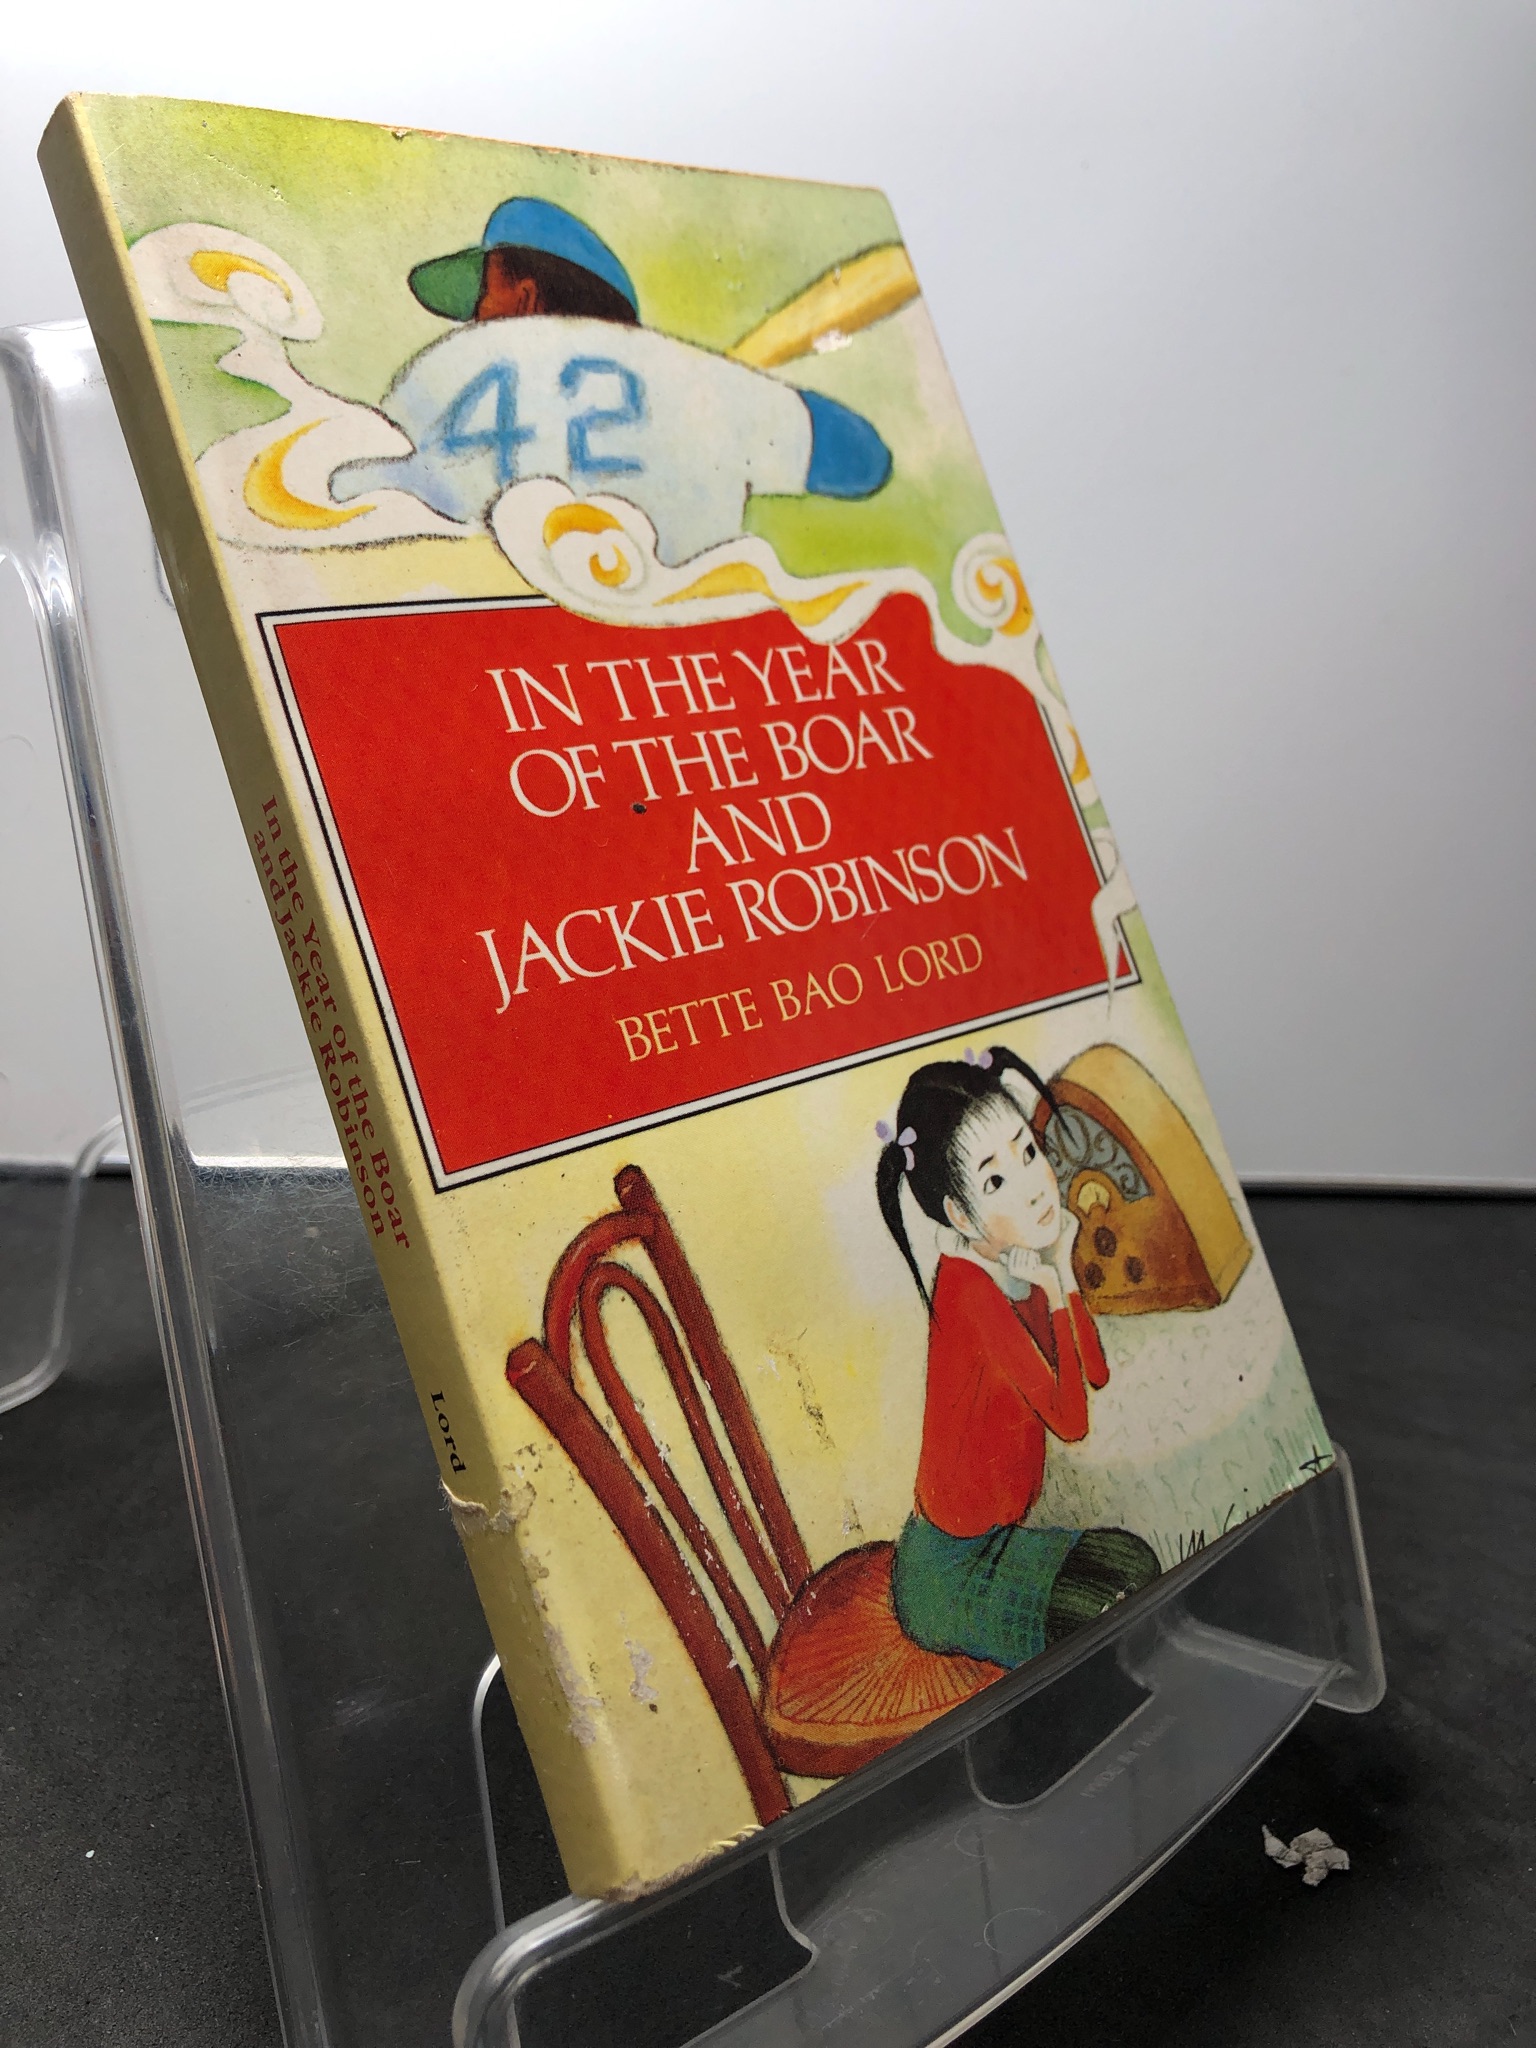 42
IN THE YEAR
OF THE BOAR
AND
JACKIE ROBINSON
BETTE BAO LORD
In the Year of the Boar
and Jackie Robinson
Lord